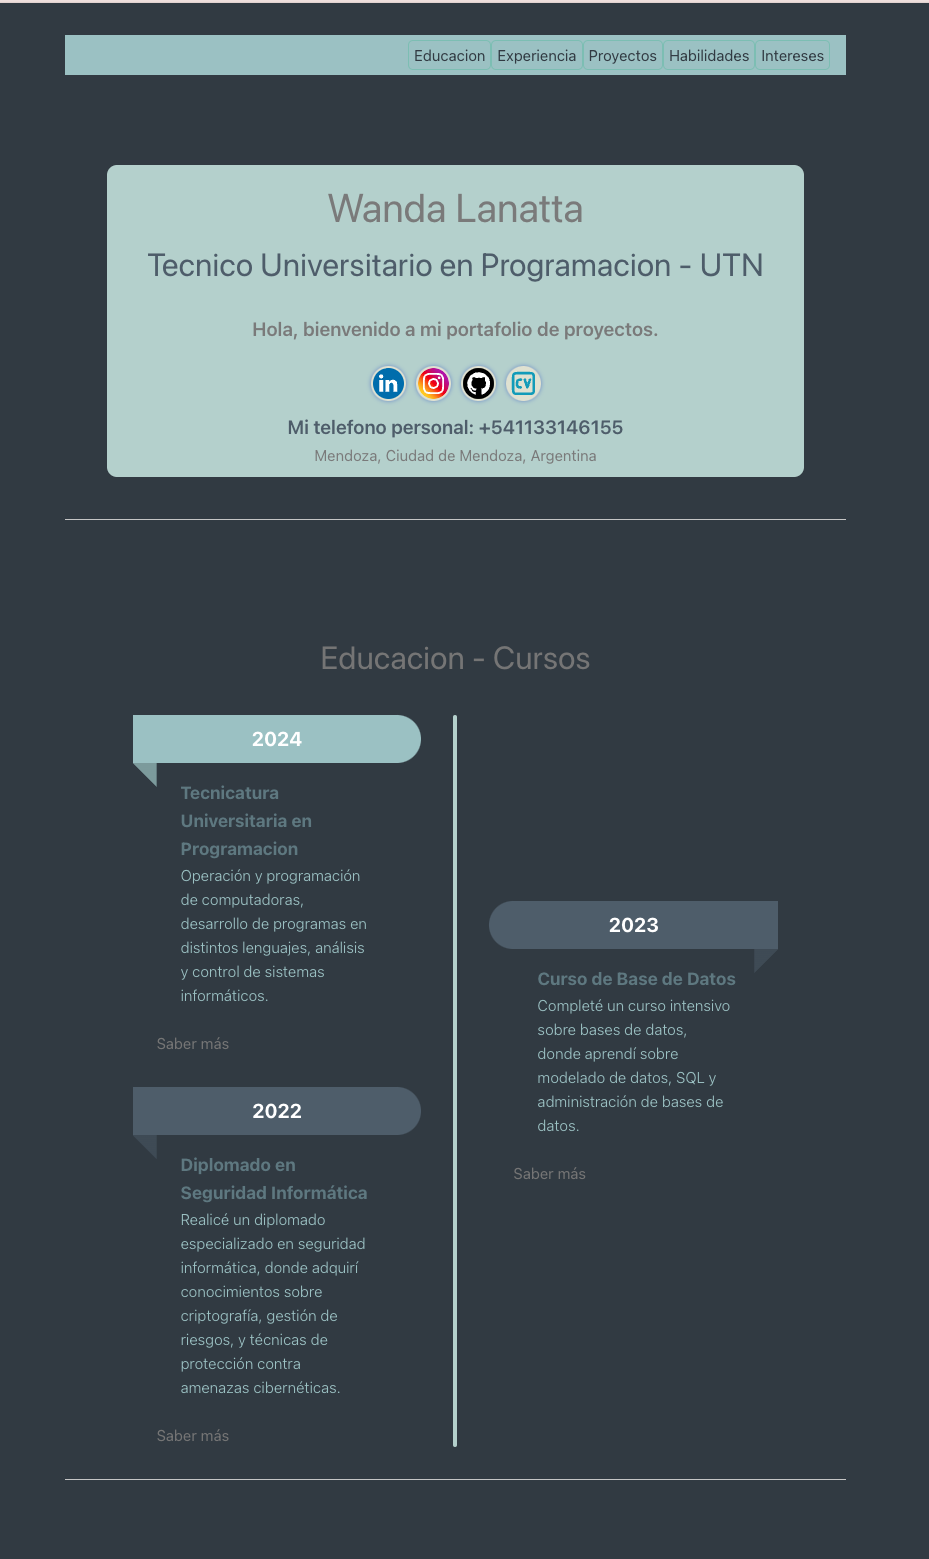 Educacion Experiencia Proyectos Habilidades Intereses
Wanda Lanatta
Tecnico Universitario en Programacion - UTN
Hola, bienvenido a mi portafolio de proyectos.
in CV
Mi telefono personal: +541133146155
Mendoza, Ciudad de Mendoza, Argentina
Educacion - Cursos
2024
Tecnicatura
Universitaria en
Programacion
Operación y programación
de computadoras,
desarrollo de programas en
distintos lenguajes, análisis
y control de sistemas
informáticos.
Saber más
2023
Curso de Base de Datos
Completé un curso intensivo
sobre bases de datos,
donde aprendí sobre
modelado de datos, SQL y
administración de bases de
datos.
Saber más
2022
Diplomado en
Seguridad Informática
Realicé un diplomado
especializado en seguridad
informática, donde adquirí
conocimientos sobre
criptografía, gestión de
riesgos, y técnicas de
protección contra
amenazas cibernéticas.
Saber más